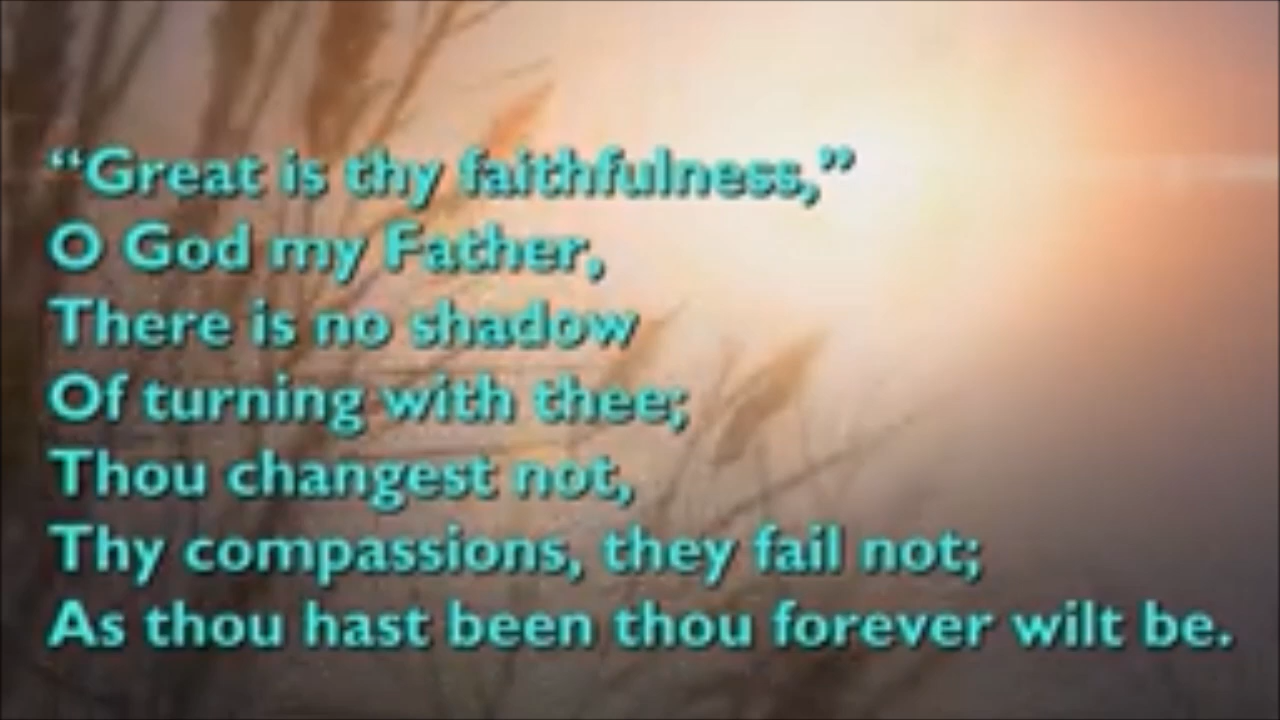 “Great is thy faithfulness,”
O God my Father,
There is no shadow
Of turning with thee;
Thou changest not,
Thy compassions, they fail not;
As thou hast been thou forever wilt be.